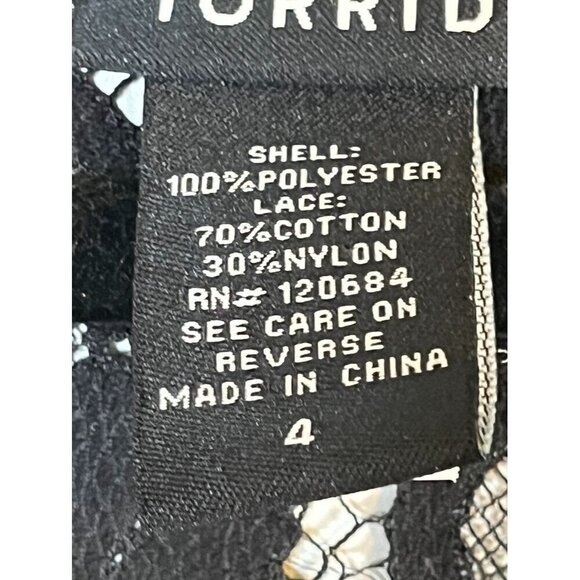 TORRID
SHELL:
100%POLYESTER
LACE:
70%COTTON
30%NYLON
RN# 120684
SEE CARE ON
REVERSE
MADE IN CHINA
4